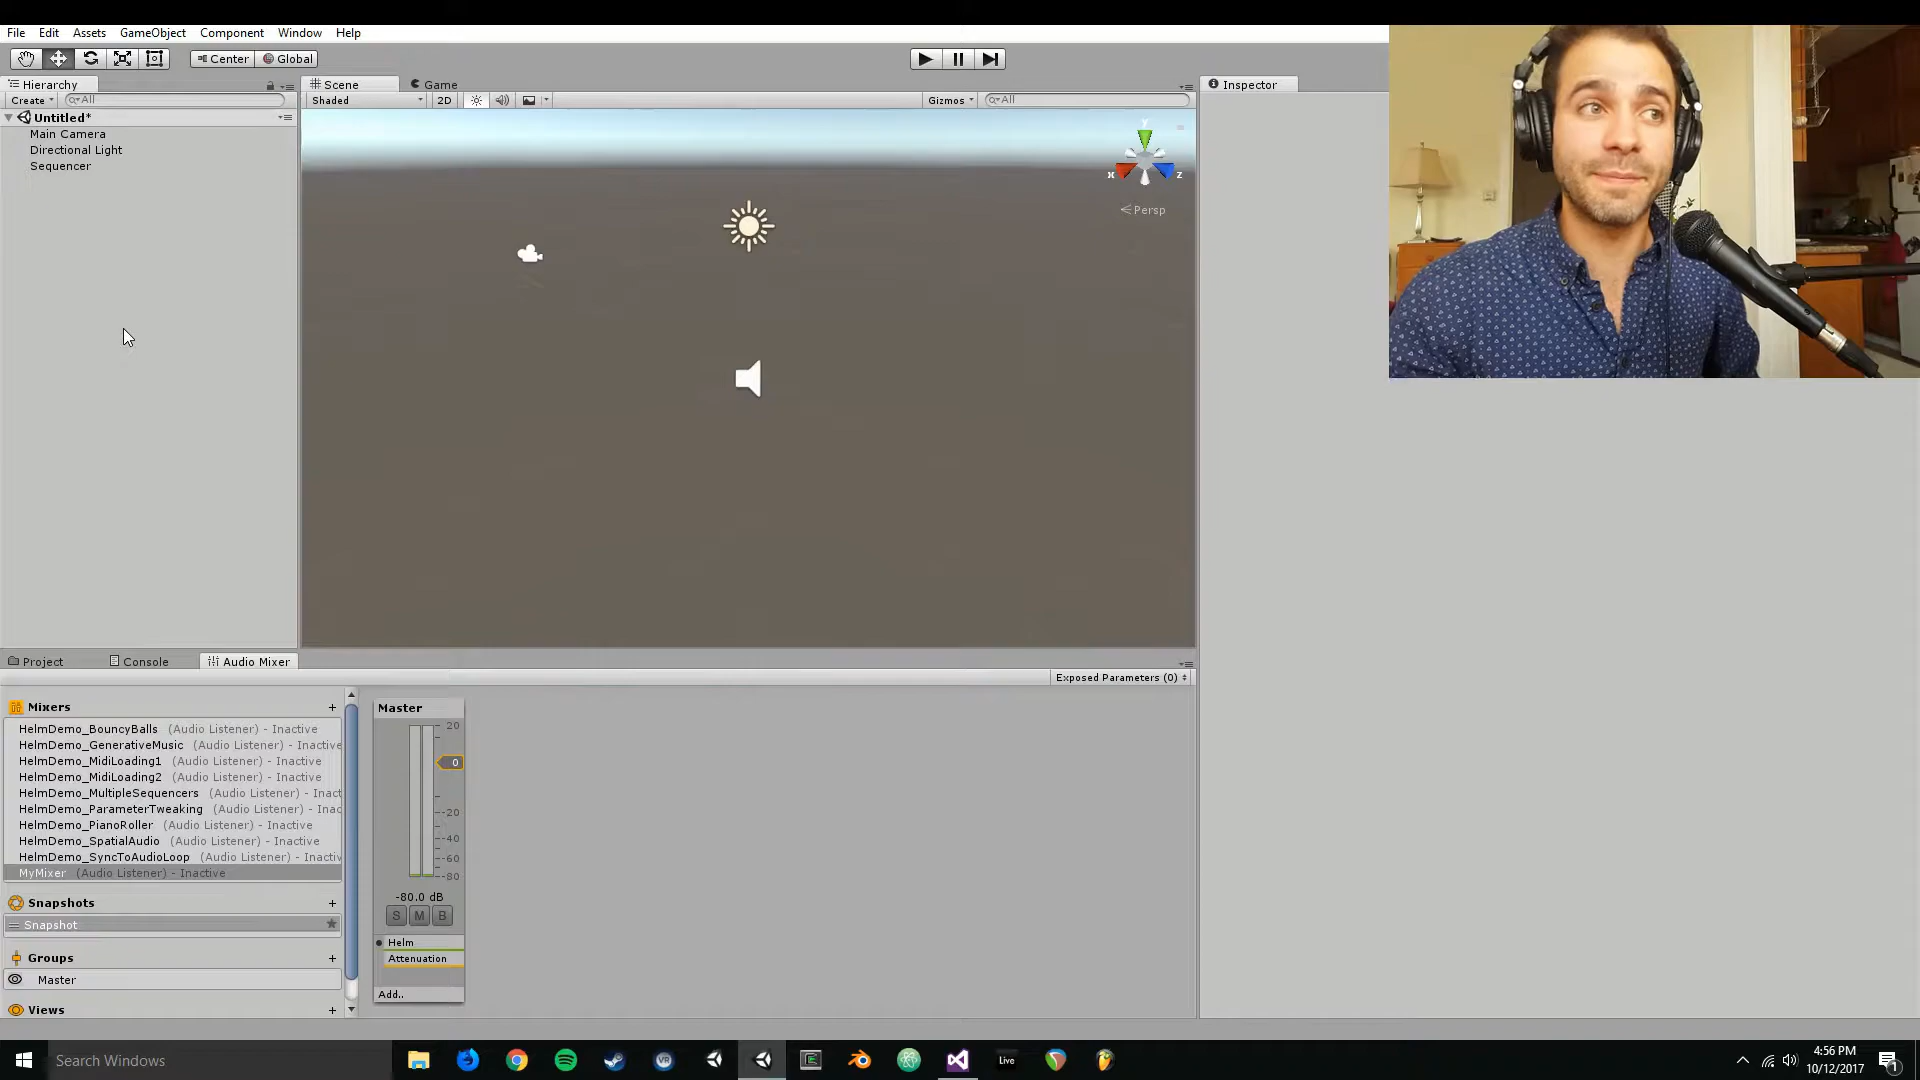 File Edit Assets GameObject Component Window Help
Center Global
Hierarchy Scene Game Inspector
Create All Shaded 2D Gizmos All
Untitled*
Main Camera
Directional Light
Sequencer
y
x z
Persp
Project Console Audio Mixer
Exposed Parameters (0)
Mixers +
HelmDemo_BouncyBalls (Audio Listener) - Inactive
HelmDemo_GenerativeMusic (Audio Listener) - Inactive
HelmDemo_MidiLoading1 (Audio Listener) - Inactive
HelmDemo_MidiLoading2 (Audio Listener) - Inactive
HelmDemo_MultipleSequencers (Audio Listener) - Inac
HelmDemo_ParameterTweaking (Audio Listener) - Inac
HelmDemo_PianoRoller (Audio Listener) - Inactive
HelmDemo_SpatialAudio (Audio Listener) - Inactive
HelmDemo_SyncToAudioLoop (Audio Listener) - Inactiv
MyMixer (Audio Listener) - Inactive
Snapshots +
Snapshot
Groups +
Master
Views +
Master
20
0
-20
-40
-60
-80
-80.0 dB
S M B
Helm
Attenuation
Add..
Search Windows
Live
4:56 PM
10/12/2017
1